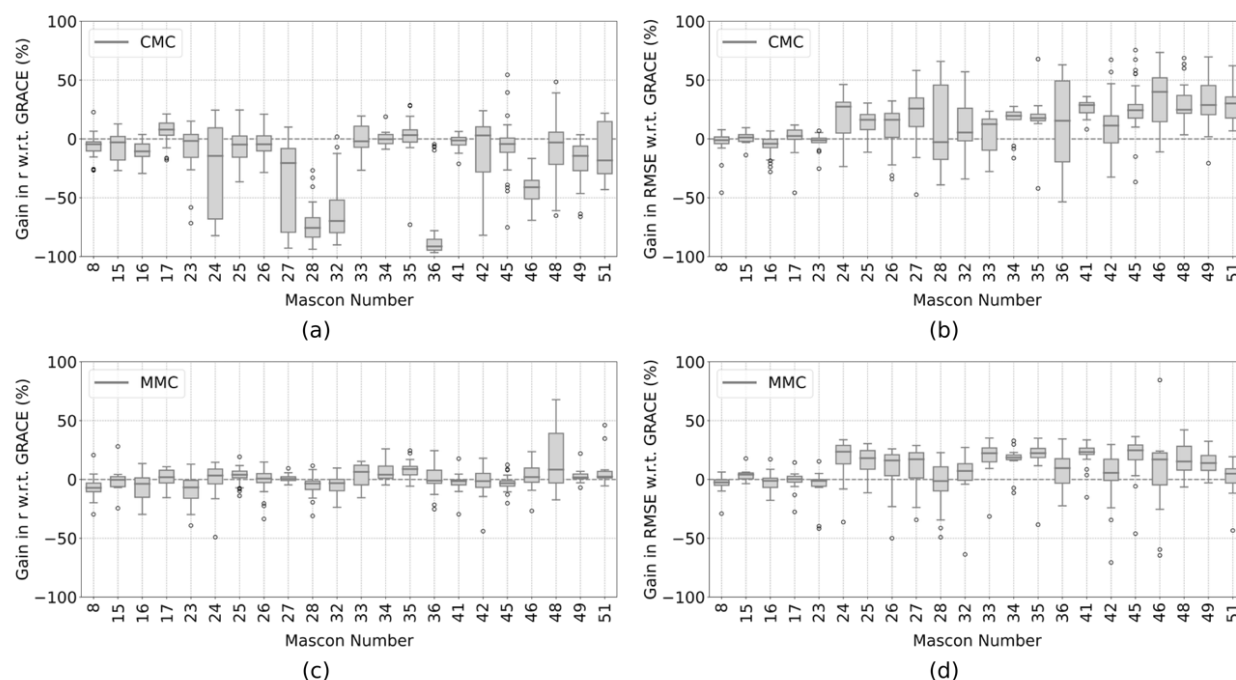 100
50
0
−50
−100
Gain in r w.r.t. GRACE (%)
CMC
8 15 16 17 23 24 25 26 27 28 32 33 34 35 36 41 42 45 46 48 49 51
Mascon Number
(a)
100
50
0
−50
−100
Gain in RMSE w.r.t. GRACE (%)
CMC
8 15 16 17 23 24 25 26 27 28 32 33 34 35 36 41 42 45 46 48 49 51
Mascon Number
(b)
100
50
0
−50
−100
Gain in r w.r.t. GRACE (%)
MMC
8 15 16 17 23 24 25 26 27 28 32 33 34 35 36 41 42 45 46 48 49 51
Mascon Number
(c)
100
50
0
−50
−100
Gain in RMSE w.r.t. GRACE (%)
MMC
8 15 16 17 23 24 25 26 27 28 32 33 34 35 36 41 42 45 46 48 49 51
Mascon Number
(d)